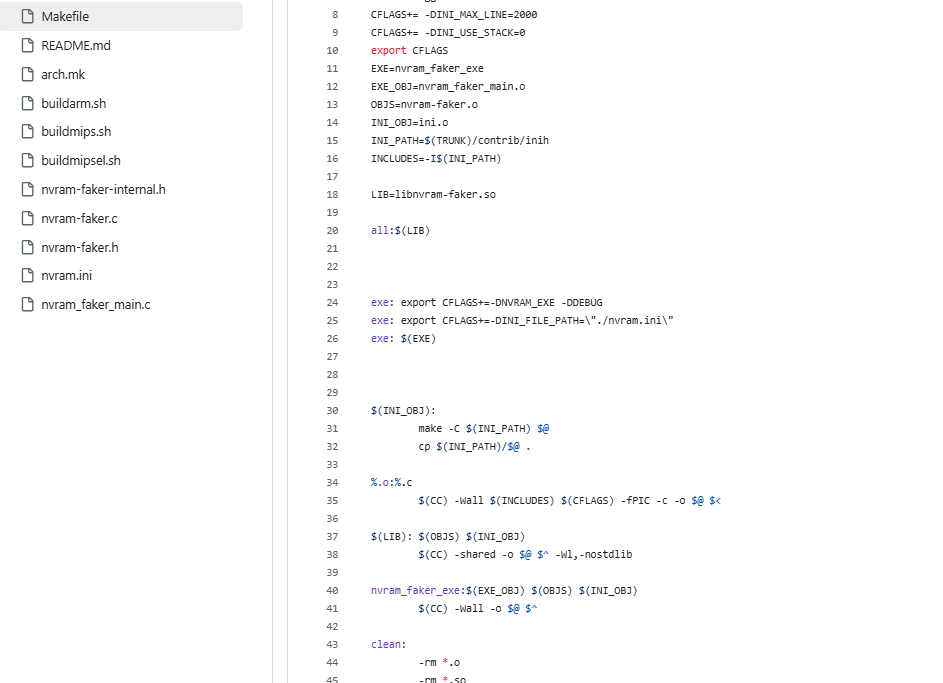 Makefile
README.md
arch.mk
buildarm.sh
buildmips.sh
buildmipsel.sh
nvram-faker-internal.h
nvram-faker.c
nvram-faker.h
nvram.ini
nvram_faker_main.c
8 CFLAGS+= -DINI_MAX_LINE=2000
9 CFLAGS+= -DINI_USE_STACK=0
10 export CFLAGS
11 EXE=nvram_faker_exe
12 EXE_OBJ=nvram_faker_main.o
13 OBJS=nvram-faker.o
14 INI_OBJ=ini.o
15 INI_PATH=$(TRUNK)/contrib/inih
16 INCLUDES=-I$(INI_PATH)
17
18 LIB=libnvram-faker.so
19
20 all:$(LIB)
21
22
23
24 exe: export CFLAGS+=-DNVRAM_EXE -DDEBUG
25 exe: export CFLAGS+=-DINI_FILE_PATH=\"./nvram.ini\"
26 exe: $(EXE)
27
28
29
30 $(INI_OBJ):
31 make -C $(INI_PATH) $@
32 cp $(INI_PATH)/$@ .
33
34 %.o:%.c
35 $(CC) -Wall $(INCLUDES) $(CFLAGS) -fPIC -c -o $@ $<
36
37 $(LIB): $(OBJS) $(INI_OBJ)
38 $(CC) -shared -o $@ $^ -Wl,-nostdlib
39
40 nvram_faker_exe:$(EXE_OBJ) $(OBJS) $(INI_OBJ)
41 $(CC) -Wall -o $@ $^
42
43 clean:
44 -rm *.o
45 -rm *.so